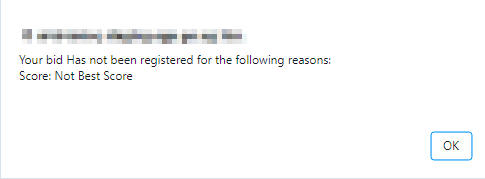 Your bid Has not been registered for the following reasons:
Score: Not Best Score
OK